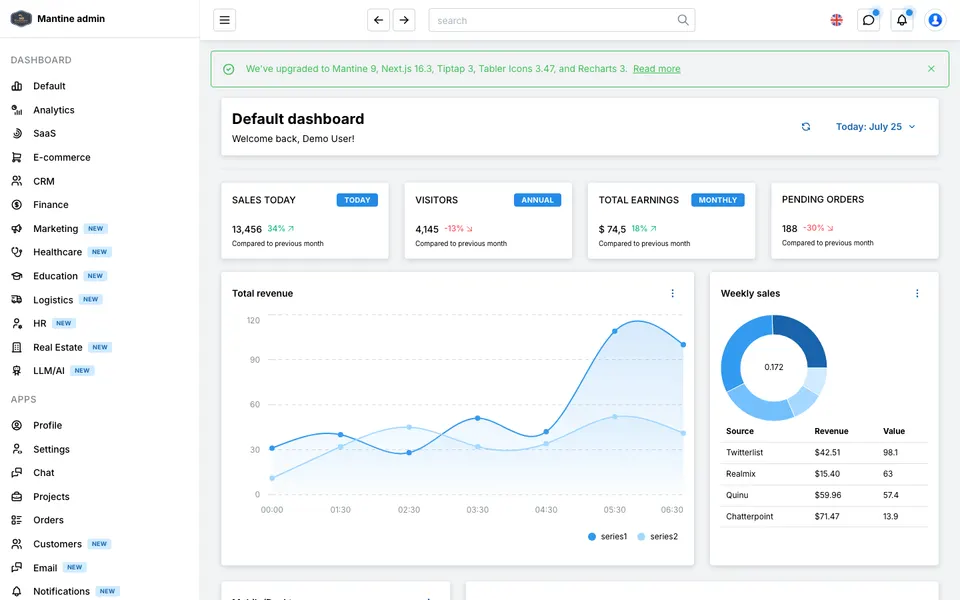 Mantine admin
search
DASHBOARD
Default
Analytics
SaaS
E-commerce
CRM
Finance
Marketing NEW
Healthcare NEW
Education NEW
Logistics NEW
HR NEW
Real Estate NEW
LLM/AI NEW
APPS
Profile
Settings
Chat
Projects
Orders
Customers NEW
Email NEW
Notifications NEW
We've upgraded to Mantine 9, Next.js 16.3, Tiptap 3, Tabler Icons 3.47, and Recharts 3. Read more
Default dashboard
Welcome back, Demo User!
Today: July 25
SALES TODAY TODAY
13,456 34%
Compared to previous month
VISITORS ANNUAL
4,145 -13%
Compared to previous month
TOTAL EARNINGS MONTHLY
$ 74,5 18%
Compared to previous month
PENDING ORDERS
188 -30%
Compared to previous month
Total revenue
120
90
60
30
0
00:00 01:30 02:30 03:30 04:30 05:30 06:30
series1 series2
Weekly sales
0.172
Source Revenue Value
Twitterlist $42.51 98.1
Realmix $15.40 63
Quinu $59.96 57.4
Chatterpoint $71.47 13.9